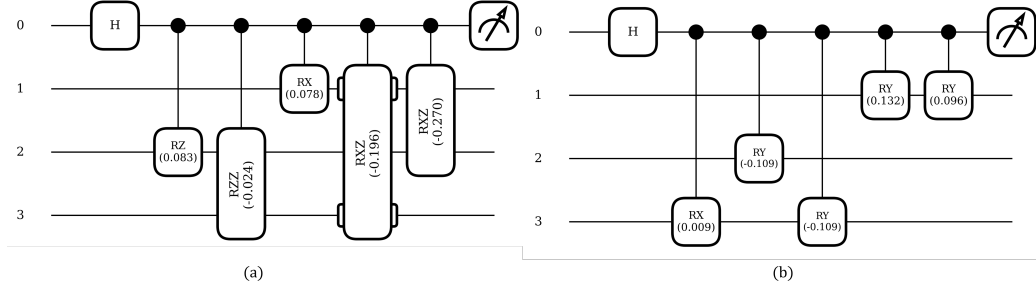 0
H
1
RX
(0.078)
2
RZ
(0.083)
RZZ
(-0.024)
RXZ
(-0.196)
RXZ
(-0.270)
3
(a)
0
H
1
RY
(0.132)
RY
(0.096)
2
RY
(-0.109)
3
RX
(0.009)
RY
(-0.109)
(b)